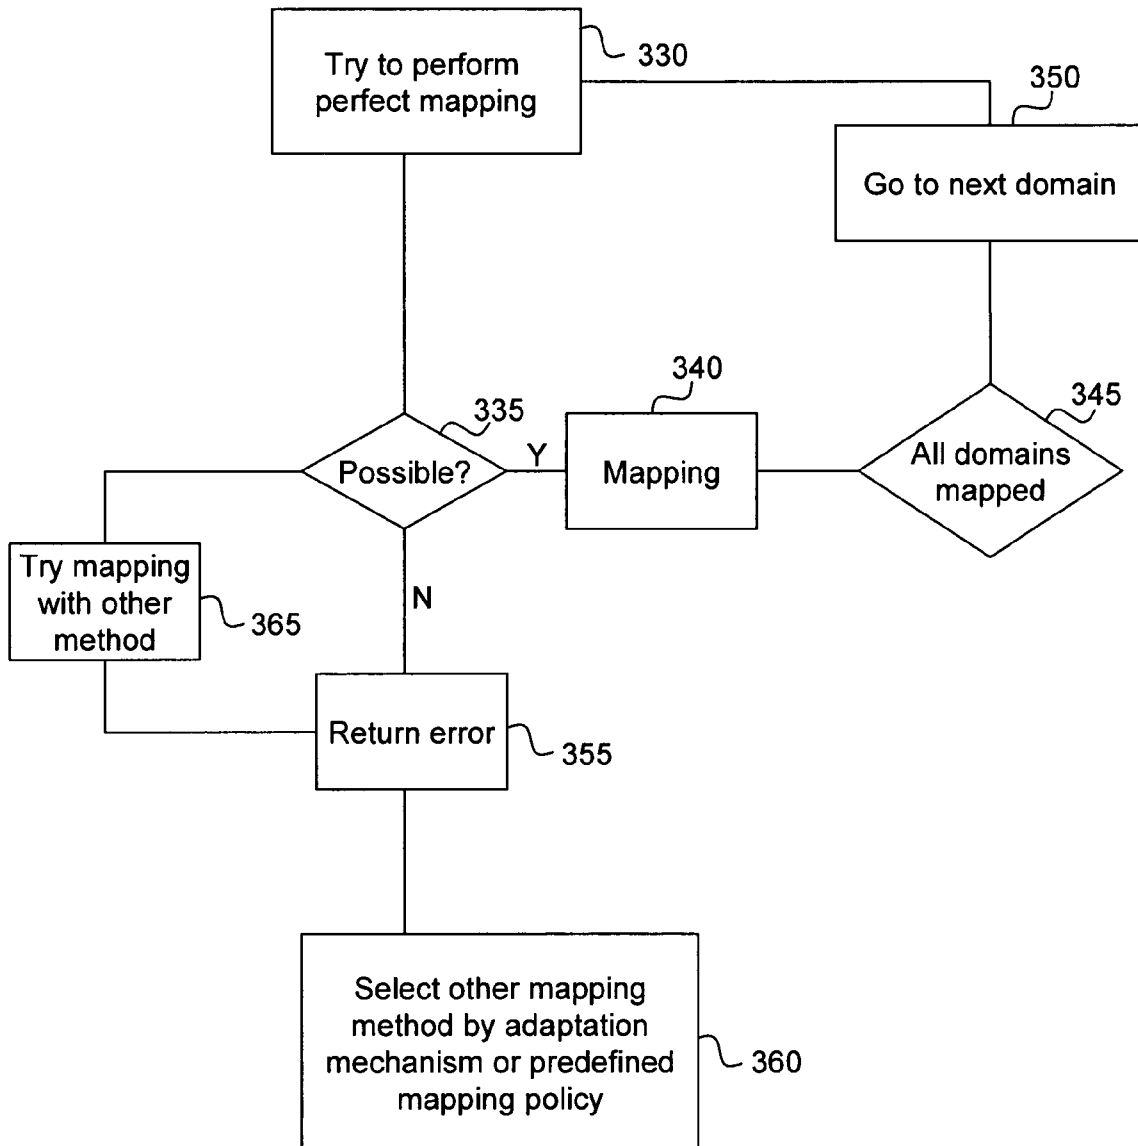 Try to perform
perfect mapping
330
350
Go to next domain
340
335
345
Possible?
Y
Mapping
All domains
mapped
Try mapping
with other
method
365
N
Return error
355
Select other mapping
method by adaptation
mechanism or predefined
mapping policy
360